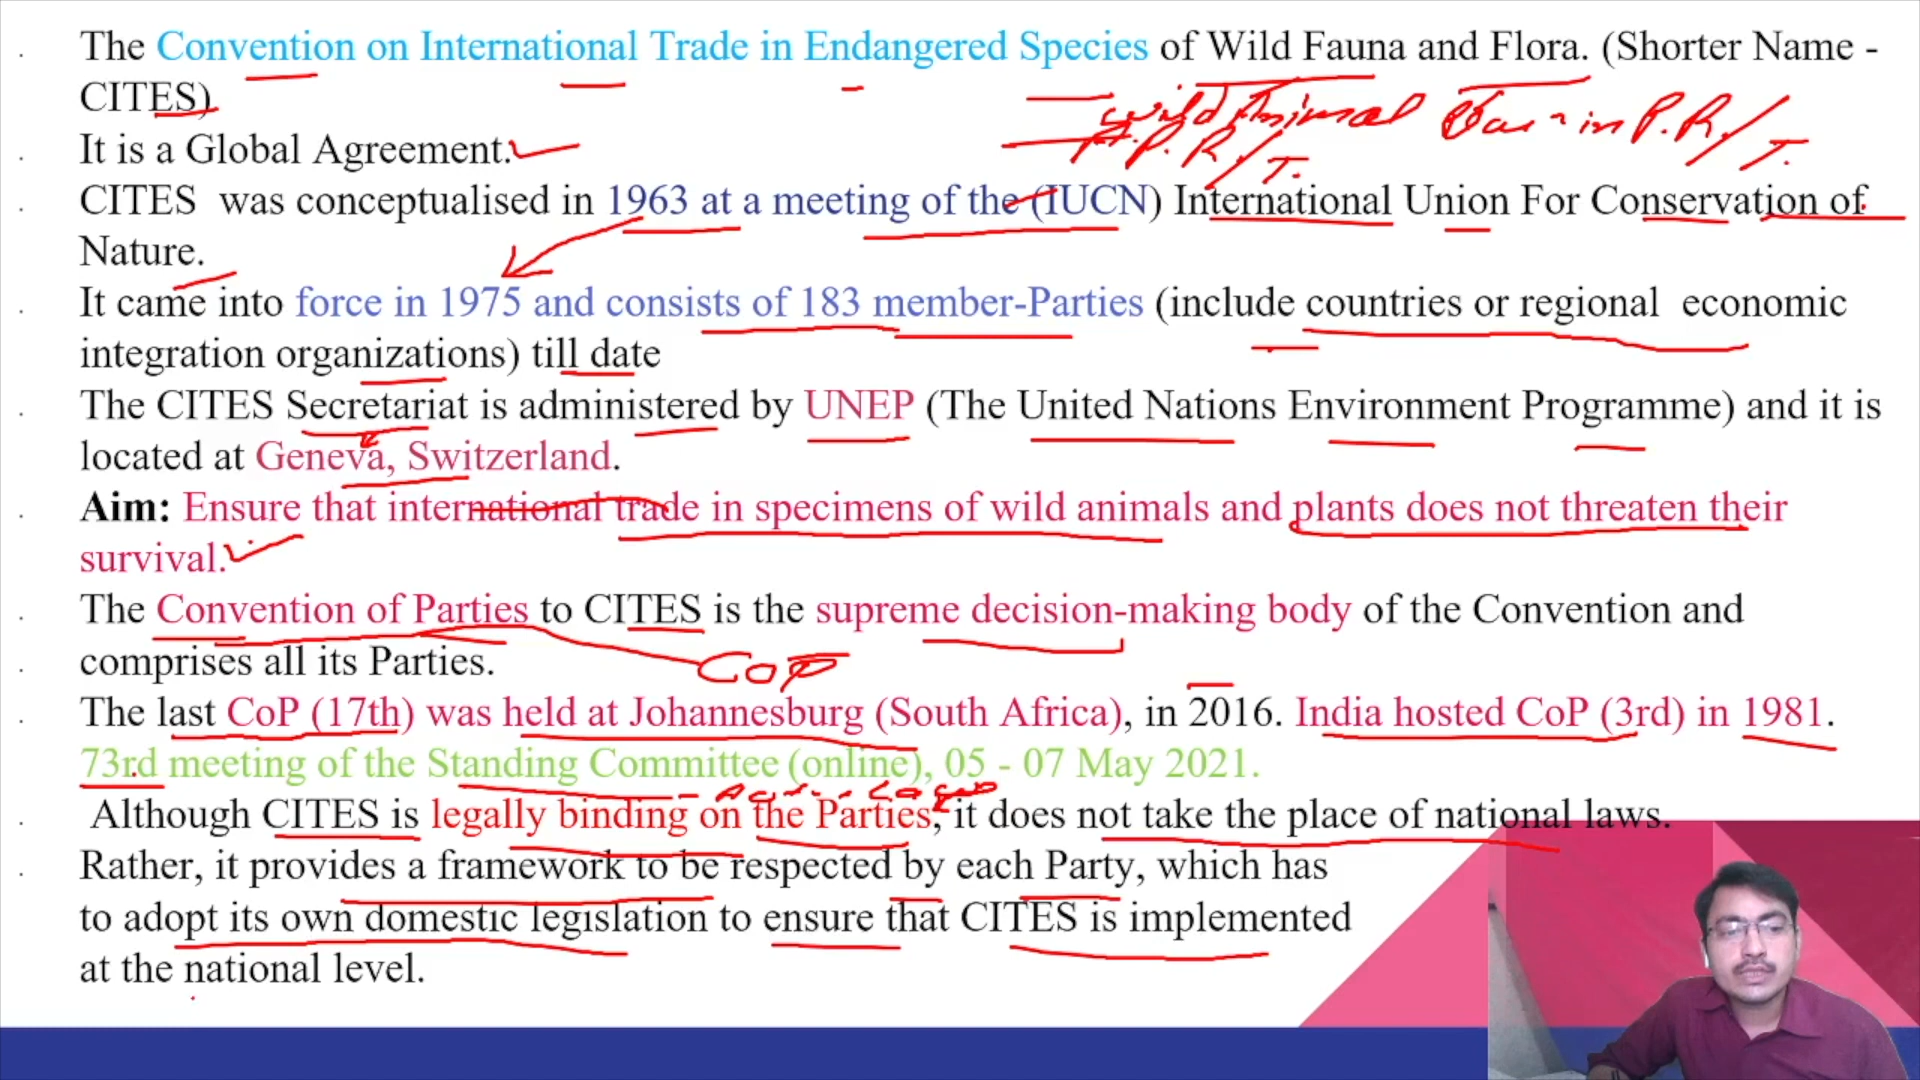 The Convention on International Trade in Endangered Species of Wild Fauna and Flora. (Shorter Name -
CITES)
Wild Animal in P.R/T.
P.R/T.
It is a Global Agreement.
CITES was conceptualised in 1963 at a meeting of the (IUCN) International Union For Conservation of
Nature.
It came into force in 1975 and consists of 183 member-Parties (include countries or regional economic
integration organizations) till date
The CITES Secretariat is administered by UNEP (The United Nations Environment Programme) and it is
located at Geneva, Switzerland.
Aim: Ensure that international trade in specimens of wild animals and plants does not threaten their
survival.
The Convention of Parties to CITES is the supreme decision-making body of the Convention and
comprises all its Parties.
CoP
The last CoP (17th) was held at Johannesburg (South Africa), in 2016. India hosted CoP (3rd) in 1981.
73rd meeting of the Standing Committee (online), 05 - 07 May 2021.
Although CITES is legally binding on the Parties, it does not take the place of national laws.
Rather, it provides a framework to be respected by each Party, which has
to adopt its own domestic legislation to ensure that CITES is implemented
at the national level.